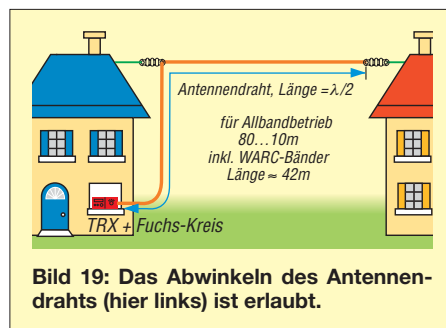 Antennendraht, Länge =λ/2
für Allbandbetrieb
80…10m
inkl. WARC-Bänder
Länge ≈ 42m
TRX + Fuchs-Kreis
Bild 19: Das Abwinkeln des Antennen-
drahts (hier links) ist erlaubt.